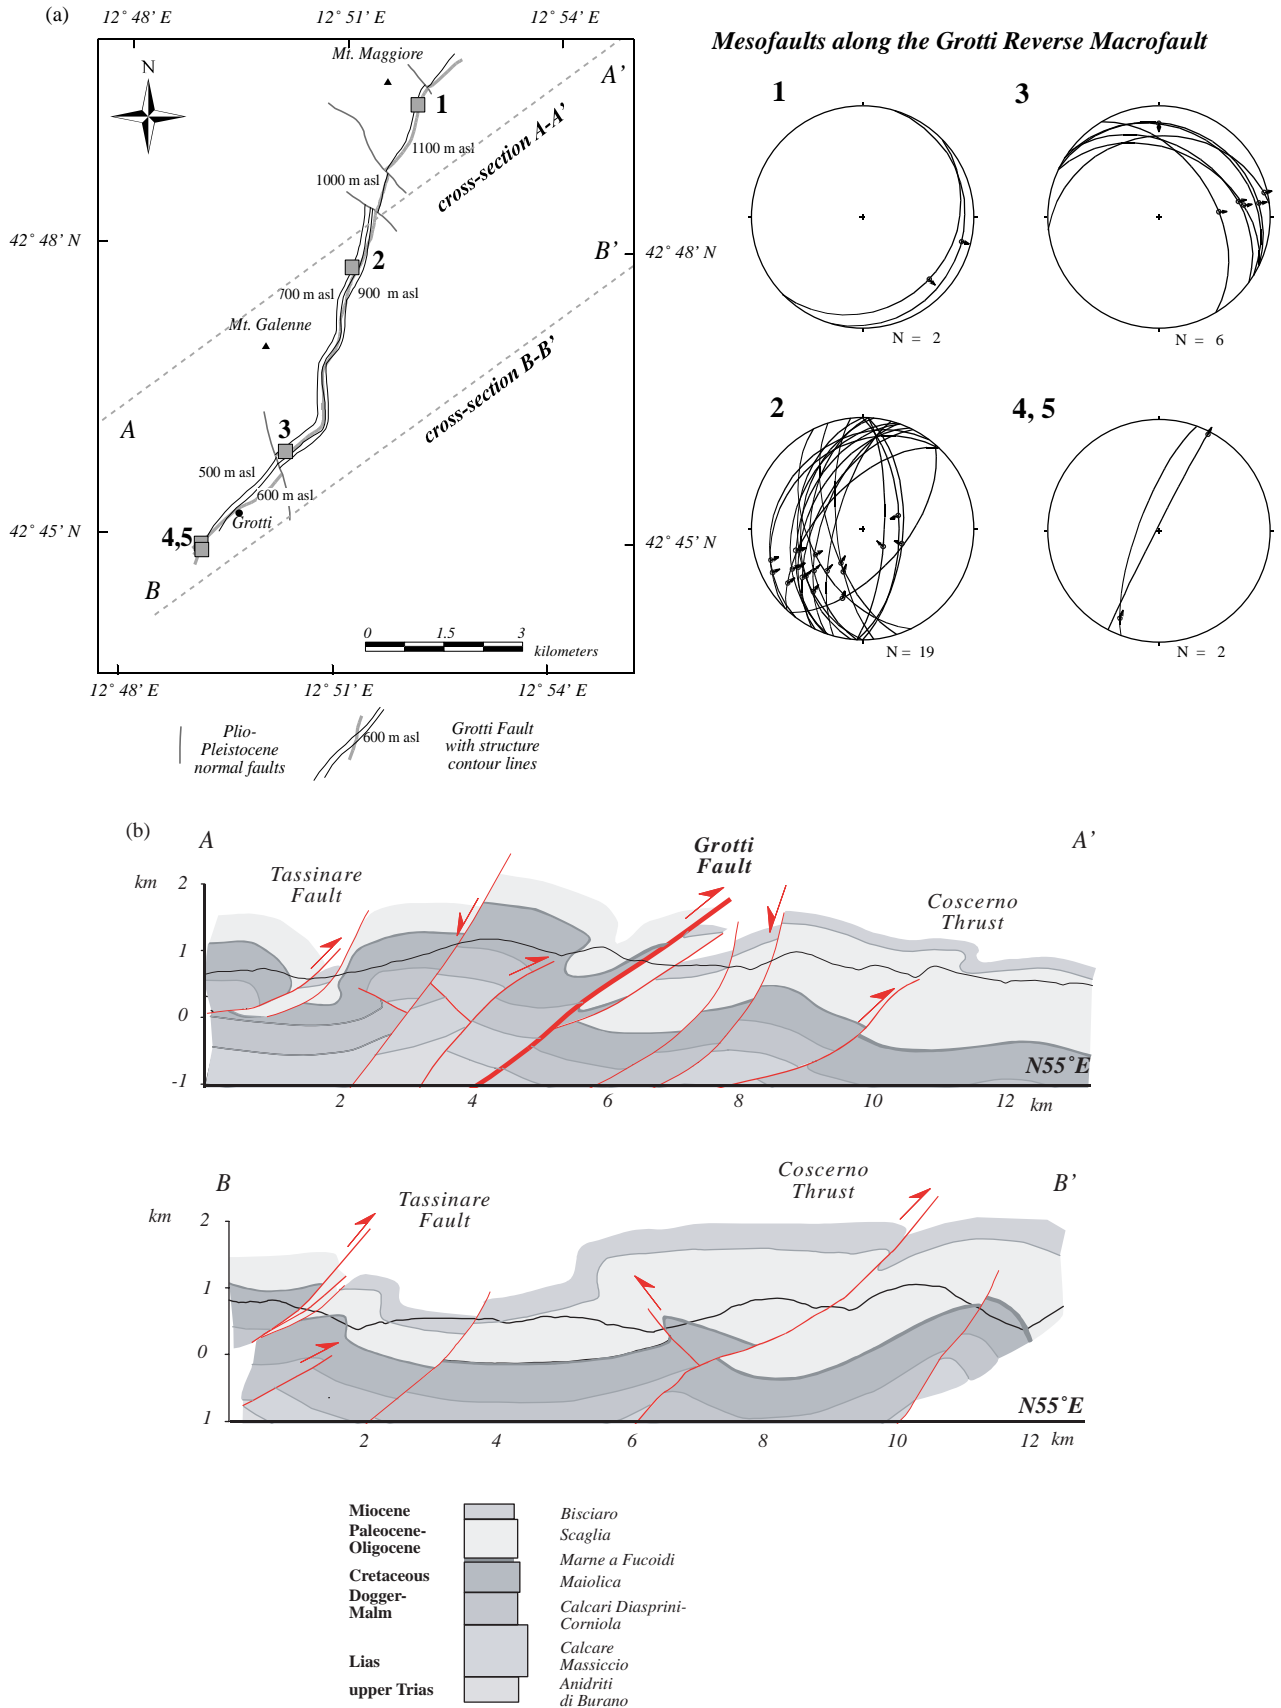 (a)
12° 48' E
12° 51' E
12° 54' E
Mesofaults along the Grotti Reverse Macrofault
N
Mt. Maggiore
A'
1
1100 m asl
cross-section A-A'
1000 m asl
42° 48' N
B'
42° 48' N
2
700 m asl
900 m asl
Mt. Galenne
cross-section B-B'
A
3
500 m asl
600 m asl
42° 45' N
Grotti
4,5
42° 45' N
B
0
1.5
3
kilometers
12° 48' E
12° 51' E
12° 54' E
1
N = 2
3
N = 6
2
N = 19
4, 5
N = 2
Plio-
Pleistocene
normal faults
600 m asl
Grotti Fault
with structure
contour lines
(b)
A
A'
Tassinare
Fault
Grotti
Fault
Coscerno
Thrust
km
2
1
0
-1
N55°E
2
4
6
8
10
12
km
B
B'
Tassinare
Fault
Coscerno
Thrust
km
2
1
0
1
N55°E
2
4
6
8
10
12
km
Miocene
Bisciaro
Paleocene-
Oligocene
Scaglia
Marne a Fucoidi
Cretaceous
Maiolica
Dogger-
Malm
Calcari Diasprini-
Corniola
Lias
Calcare
Massiccio
upper Trias
Anidriti
di Burano